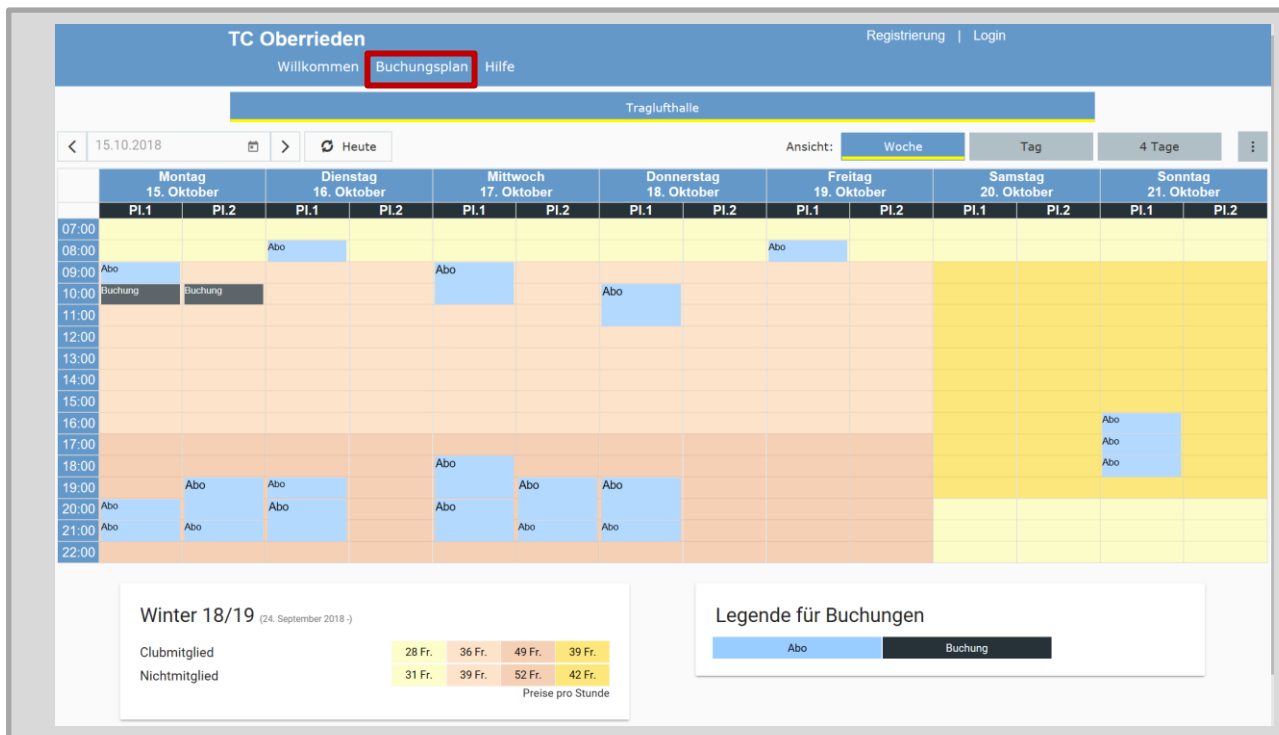 TC Oberrieden
Registrierung | Login
Willkommen Buchungsplan Hilfe
Traglufthalle
15.10.2018 Heute Ansicht: Woche Tag 4 Tage
Montag Dienstag Mittwoch Donnerstag Freitag Samstag Sonntag
15. Oktober 16. Oktober 17. Oktober 18. Oktober 19. Oktober 20. Oktober 21. Oktober
Pl.1 Pl.2 Pl.1 Pl.2 Pl.1 Pl.2 Pl.1 Pl.2 Pl.1 Pl.2 Pl.1 Pl.2 Pl.1 Pl.2
07:00
08:00 Abo Abo
09:00 Abo Abo
10:00 Buchung Buchung Abo
11:00
12:00
13:00
14:00
15:00
16:00 Abo
17:00 Abo
18:00 Abo Abo
19:00 Abo Abo Abo Abo
20:00 Abo Abo Abo
21:00 Abo Abo Abo Abo
22:00
Winter 18/19 (24. September 2018 -)
Clubmitglied 28 Fr. 36 Fr. 49 Fr. 39 Fr.
Nichtmitglied 31 Fr. 39 Fr. 52 Fr. 42 Fr.
Preise pro Stunde
Legende für Buchungen
Abo Buchung